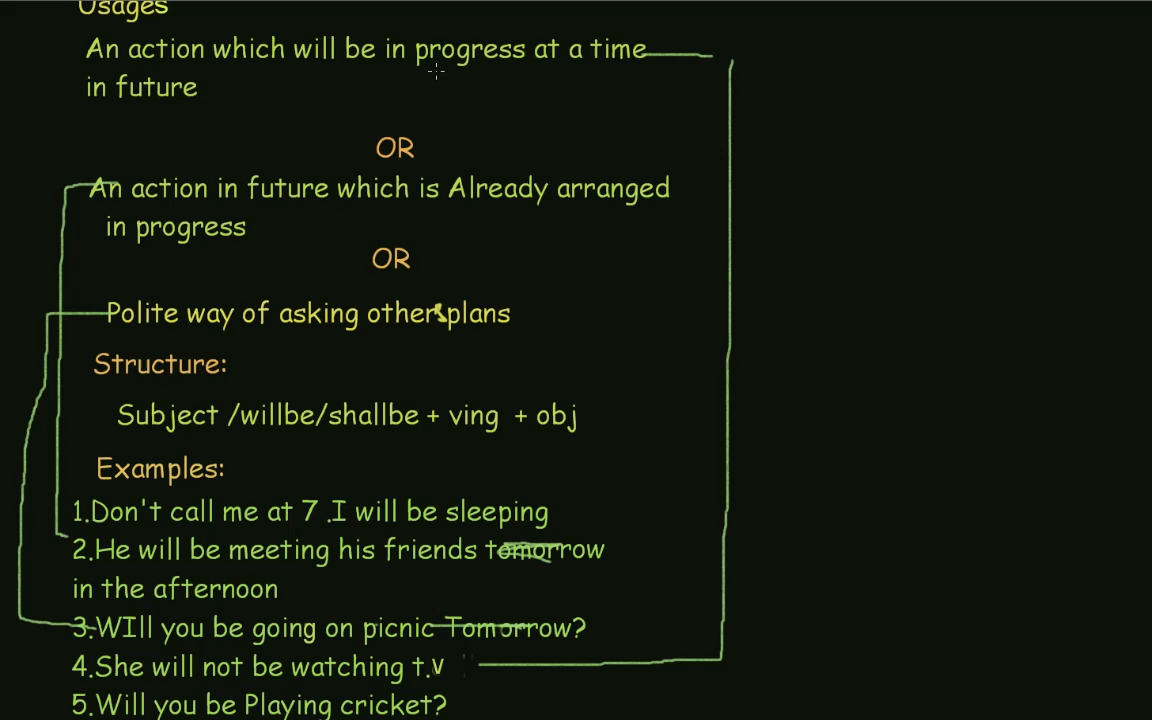 Usages
An action which will be in progress at a time
in future
OR
An action in future which is Already arranged
in progress
OR
Polite way of asking other's plans
Structure:
Subject /willbe/shallbe + ving + obj
Examples:
1.Don't call me at 7 .I will be sleeping
2.He will be meeting his friends tomorrow
in the afternoon
3.WIll you be going on picnic Tomorrow?
4.She will not be watching t.v
5.Will you be Playing cricket?